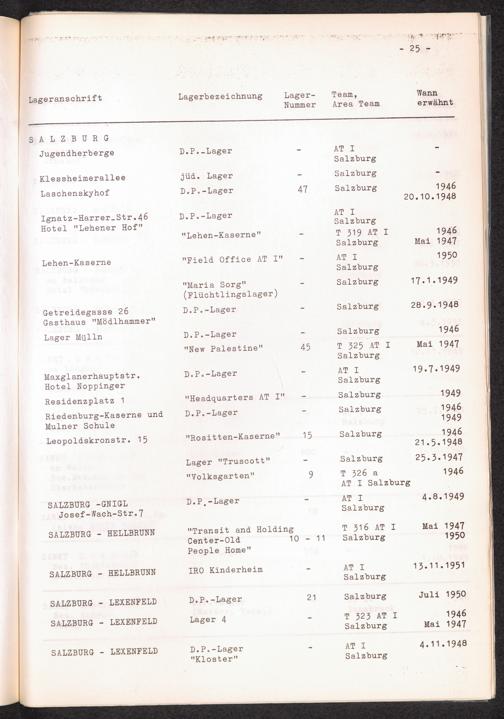 - 25 -
Lageranschrift Lagerbezeichnung Lager- Team, Wann
Nummer Area Team erwähnt
S A L Z B U R G
Jugendherberge D.P.-Lager - AT I -
Salzburg
Klessheimerallee jüd. Lager - Salzburg -
Laschenskyhof D.P.-Lager 47 Salzburg 1946
20.10.1948
Ignatz-Harrer-Str.46 D.P.-Lager - AT I
Hotel "Lehener Hof" Salzburg
"Lehen-Kaserne" - T 319 AT I 1946
Salzburg Mai 1947
Lehen-Kaserne "Field Office AT I" - AT I 1950
Salzburg
"Maria Sorg" - Salzburg 17.1.1949
(Flüchtlingslager)
Getreidegasse 26 D.P.-Lager - Salzburg 28.9.1948
Gasthaus "Mödlhammer"
Lager Mülln D.P.-Lager - Salzburg 1946
"New Palestine" 45 T 325 AT I Mai 1947
Salzburg
Maxglanerhauptstr. D.P.-Lager - AT I 19.7.1949
Hotel Noppinger Salzburg
Residenzplatz 1 "Headquarters AT I" - Salzburg 1949
Riedenburg-Kaserne und D.P.-Lager - Salzburg 1946
Mulner Schule 1949
Leopoldskronstr. 15 "Rositten-Kaserne" 15 Salzburg 1946
21.5.1948
Lager "Truscott" - Salzburg 25.3.1947
"Volksgarten" 9 T 326 a 1946
AT I Salzburg
SALZBURG -GNIGL D.P.-Lager - AT I 4.8.1949
Josef-Wach-Str.7 Salzburg
SALZBURG - HELLBRUNN "Transit and Holding T 316 AT I Mai 1947
Center-Old 10 - 11 Salzburg 1950
People Home"
SALZBURG - HELLBRUNN IRO Kinderheim - AT I 13.11.1951
Salzburg
SALZBURG - LEXENFELD D.P.-Lager 21 Salzburg Juli 1950
SALZBURG - LEXENFELD Lager 4 - T 323 AT I 1946
Salzburg Mai 1947
SALZBURG - LEXENFELD D.P.-Lager - AT I 4.11.1948
"Kloster" Salzburg